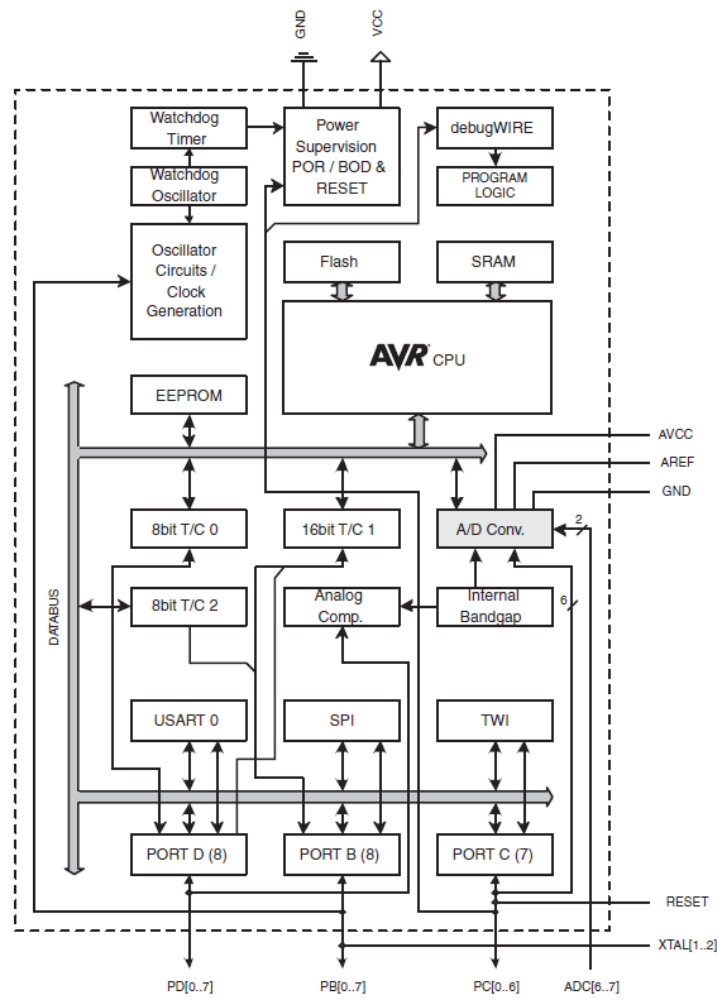 GND
VCC
Watchdog
Timer
Power
Supervision
POR / BOD &
RESET
debugWIRE
Watchdog
Oscillator
PROGRAM
LOGIC
Oscillator
Circuits /
Clock
Generation
Flash
SRAM
AVR CPU
EEPROM
AVCC
AREF
GND
8bit T/C 0
16bit T/C 1
A/D Conv.
2
8bit T/C 2
Analog
Comp.
Internal
Bandgap
6
DATABUS
USART 0
SPI
TWI
PORT D (8)
PORT B (8)
PORT C (7)
RESET
XTAL[1..2]
PD[0..7]
PB[0..7]
PC[0..6]
ADC[6..7]